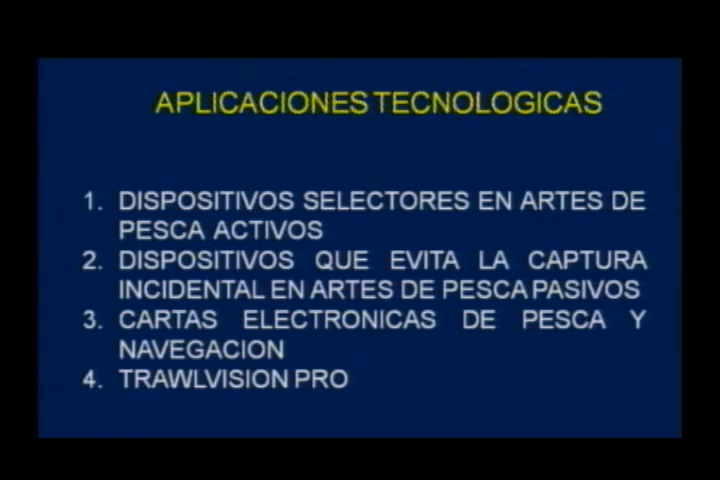 APLICACIONES TECNOLOGICAS
1. DISPOSITIVOS SELECTORES EN ARTES DE
PESCA ACTIVOS
2. DISPOSITIVOS QUE EVITA LA CAPTURA
INCIDENTAL EN ARTES DE PESCA PASIVOS
3. CARTAS ELECTRONICAS DE PESCA Y
NAVEGACION
4. TRAWLVISION PRO